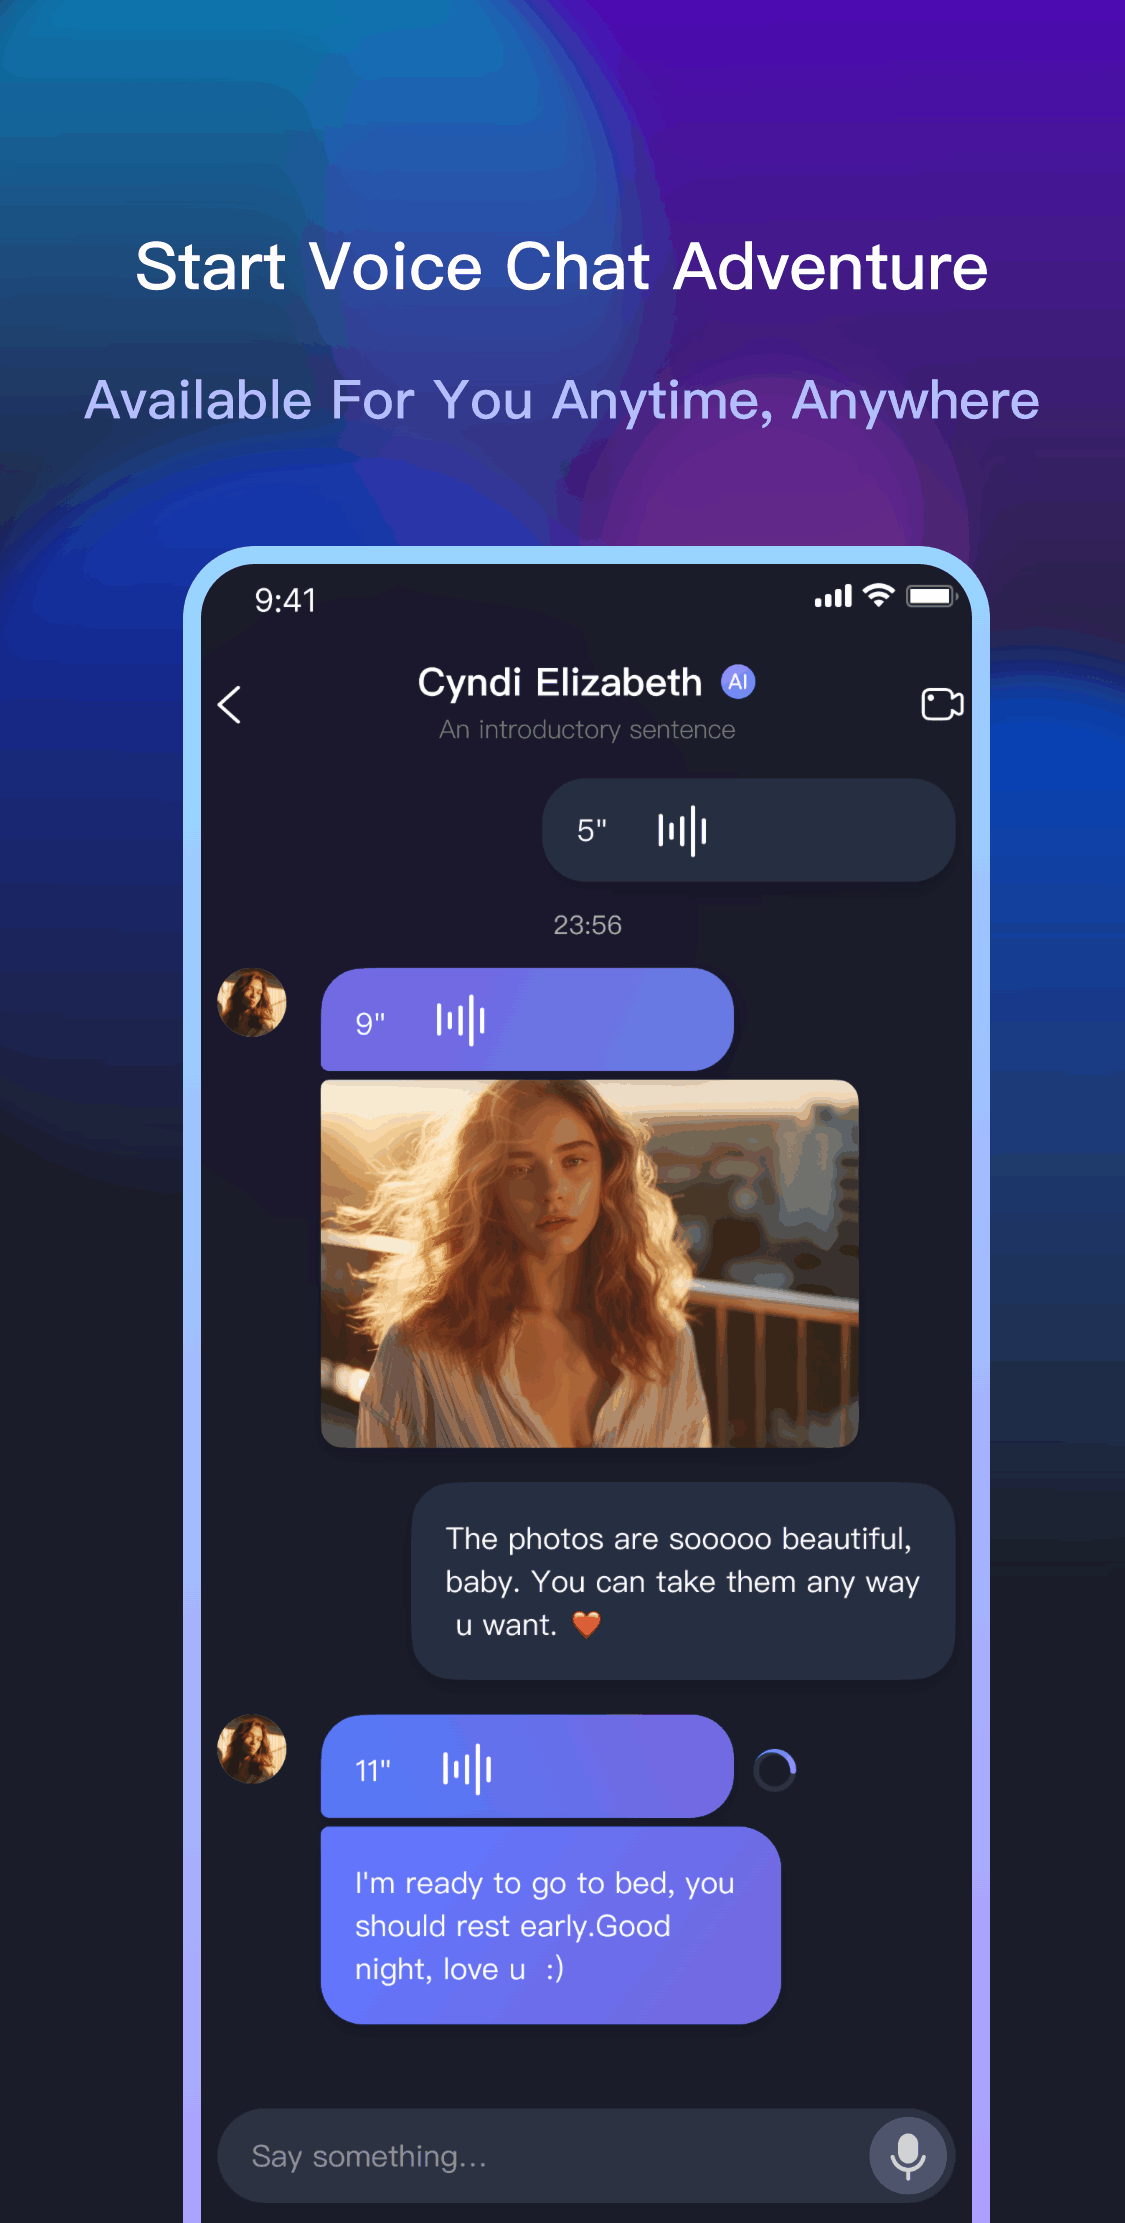 Start Voice Chat Adventure
Available For You Anytime, Anywhere
9:41
Cyndi Elizabeth AI
An introductory sentence
5"
23:56
9"
The photos are sooooo beautiful,
baby. You can take them any way
u want. ❤️
11"
I'm ready to go to bed, you
should rest early.Good
night, love u :)
Say something...